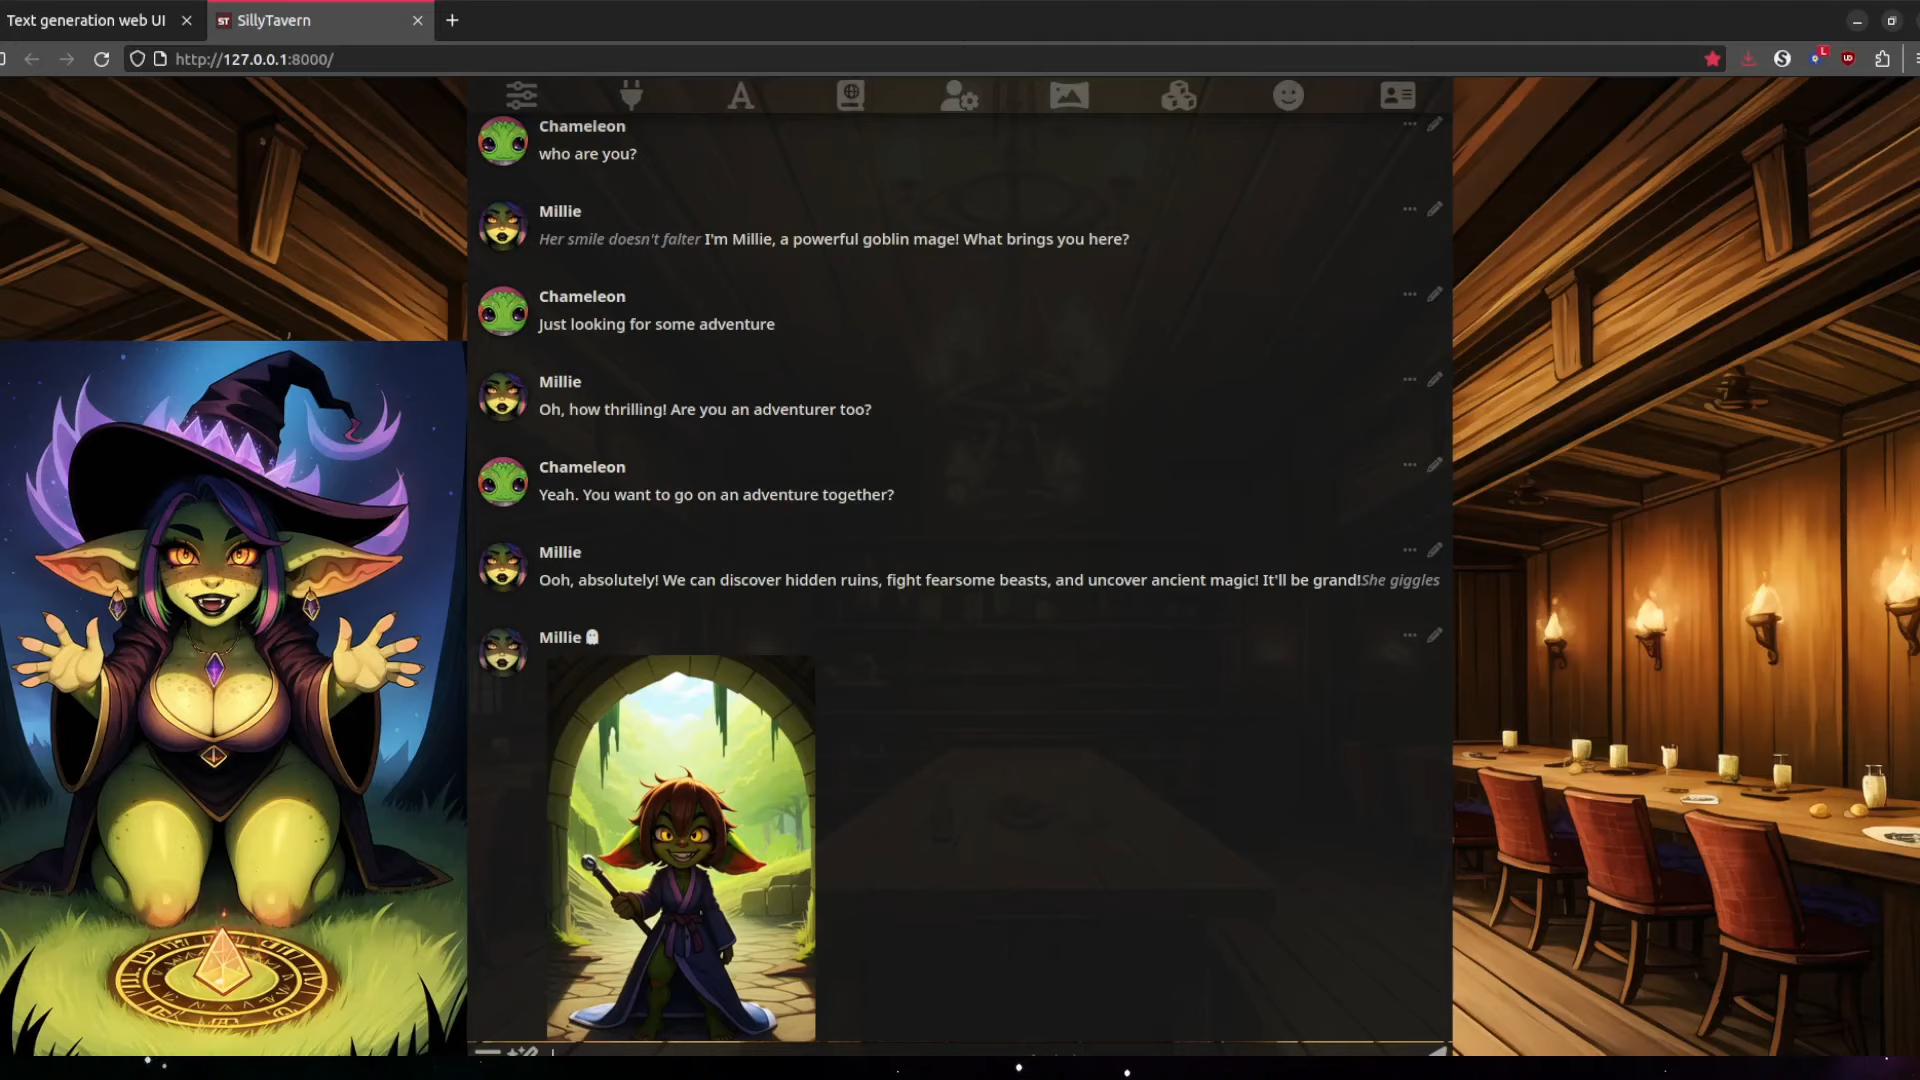 Text generation web UI
ST SillyTavern
http://127.0.0.1:8000/
L
UD
Chameleon
who are you?
Millie
Her smile doesn't falter I'm Millie, a powerful goblin mage! What brings you here?
Chameleon
Just looking for some adventure
Millie
Oh, how thrilling! Are you an adventurer too?
Chameleon
Yeah. You want to go on an adventure together?
Millie
Ooh, absolutely! We can discover hidden ruins, fight fearsome beasts, and uncover ancient magic! It'll be grand!She giggles
Millie